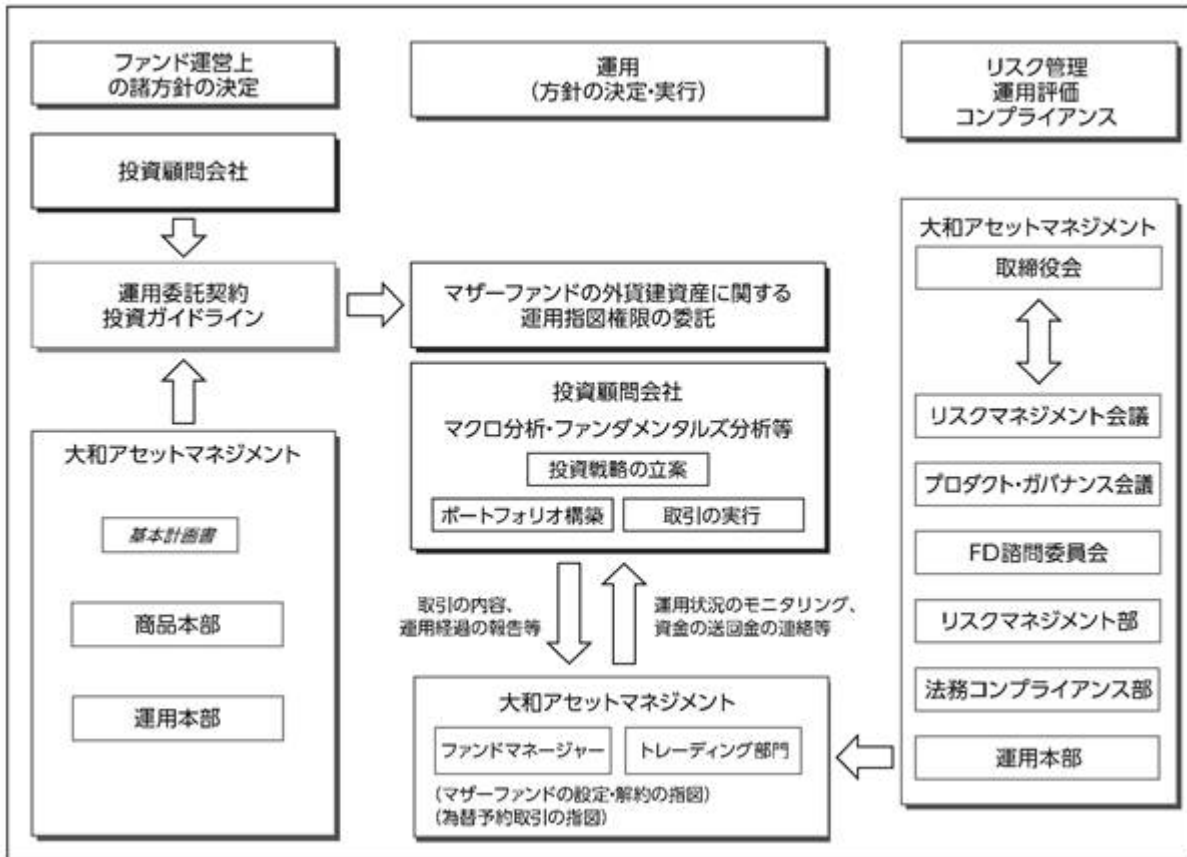 ファンド運営上
の諸方針の決定
投資顧問会社
運用委託契約
投資ガイドライン
大和アセットマネジメント
基本計画書
商品本部
運用本部
運用
(方針の決定・実行)
マザーファンドの外貨建資産に関する
運用指図権限の委託
投資顧問会社
マクロ分析・ファンダメンタルズ分析等
投資戦略の立案
ポートフォリオ構築
取引の実行
取引の内容、
運用経過の報告等
運用状況のモニタリング、
資金の送回金の連絡等
大和アセットマネジメント
ファンドマネージャー
トレーディング部門
(マザーファンドの設定・解約の指図)
(為替予約取引の指図)
リスク管理
運用評価
コンプライアンス
大和アセットマネジメント
取締役会
リスクマネジメント会議
プロダクト・ガバナンス会議
FD諮問委員会
リスクマネジメント部
法務コンプライアンス部
運用本部